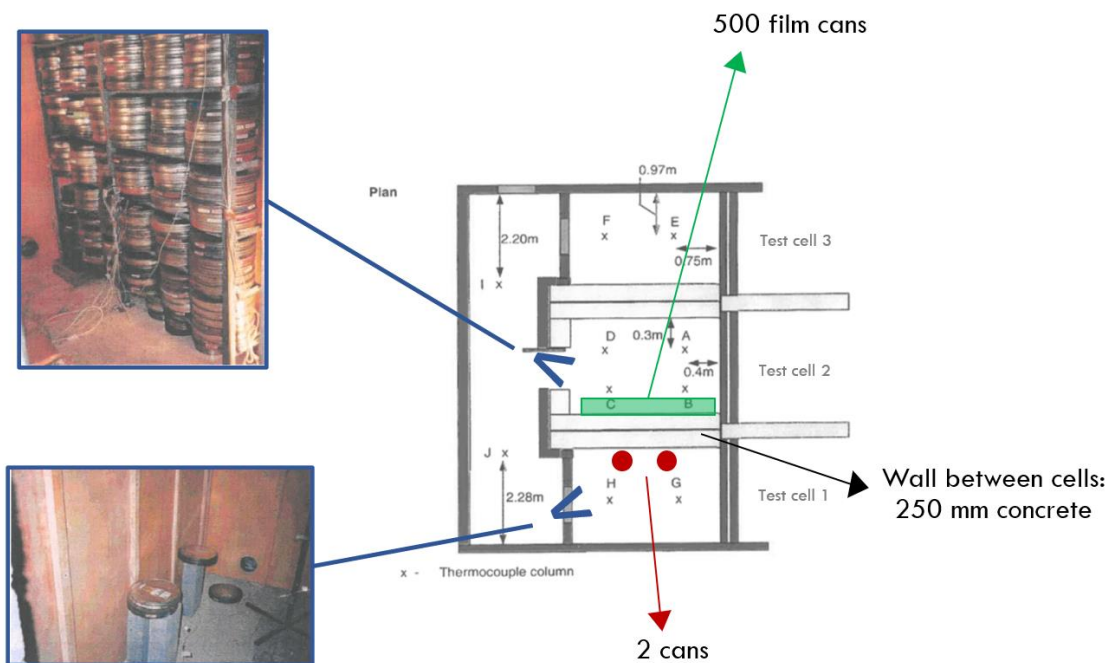 500 film cans
0.97m
Plan
F
E
2.20m
Test cell 3
0.75m
I
D
0.3m
A
0.4m
Test cell 2
C
B
J
Wall between cells:
250 mm concrete
H
G
2.28m
Test cell 1
x - Thermocouple column
2 cans